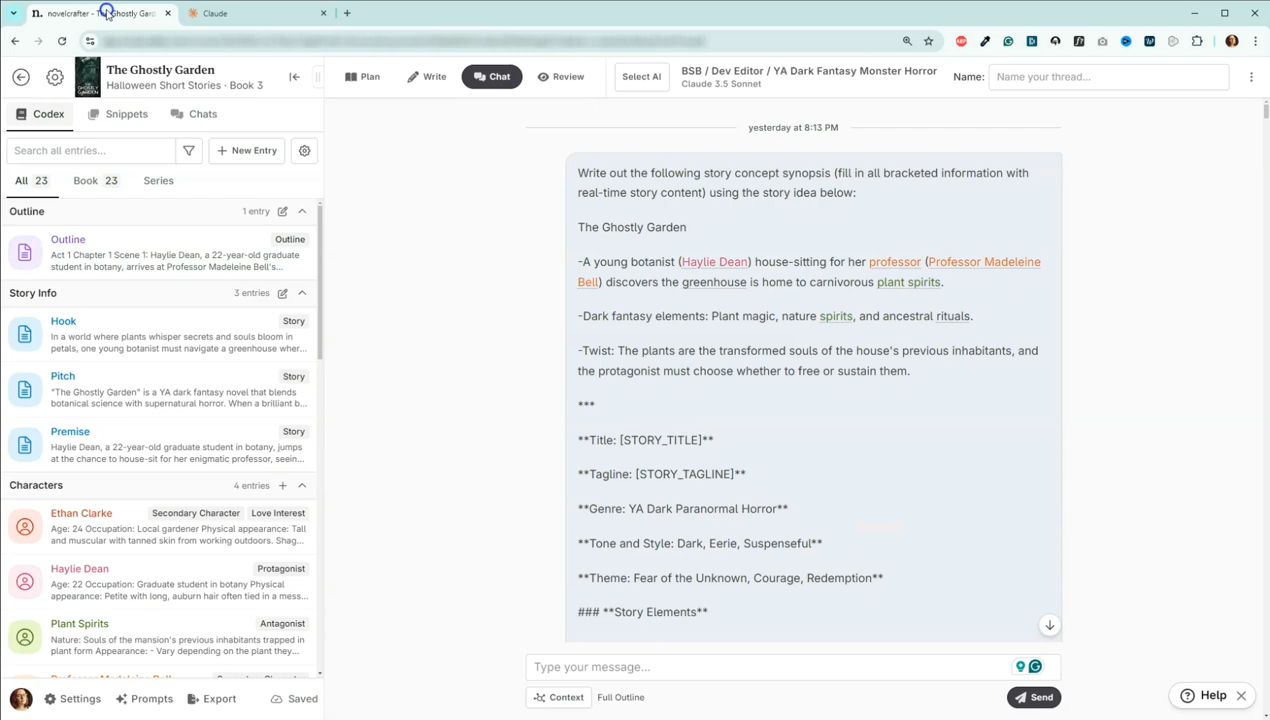 n. novelcrafter - The Ghostly Gard
Claude
The Ghostly Garden
Halloween Short Stories · Book 3
Plan
Write
Chat
Review
Select AI
BSB / Dev Editor / YA Dark Fantasy Monster Horror
Claude 3.5 Sonnet
Name:
Name your thread...
Codex
Snippets
Chats
Search all entries...
+ New Entry
All 23
Book 23
Series
Outline
1 entry
Outline
Outline
Act 1 Chapter 1 Scene 1: Haylie Dean, a 22-year-old graduate
student in botany, arrives at Professor Madeleine Bell's...
Story Info
3 entries
Hook
Story
In a world where plants whisper secrets and souls bloom in
petals, one young botanist must navigate a greenhouse wher...
Pitch
Story
"The Ghostly Garden" is a YA dark fantasy novel that blends
botanical science with supernatural horror. When a brilliant b...
Premise
Story
Haylie Dean, a 22-year-old graduate student in botany, jumps
at the chance to house-sit for her enigmatic professor, seein...
Characters
4 entries
Ethan Clarke
Secondary Character
Love Interest
Age: 24 Occupation: Local gardener Physical appearance: Tall
and muscular with tanned skin from working outdoors. Shag...
Haylie Dean
Protagonist
Age: 22 Occupation: Graduate student in botany Physical
appearance: Petite with long, auburn hair often tied in a mess...
Plant Spirits
Antagonist
Nature: Souls of the mansion's previous inhabitants trapped in
plant form Appearance: - Vary depending on the plant they...
Settings
Prompts
Export
Saved
yesterday at 8:13 PM
Write out the following story concept synopsis (fill in all bracketed information with
real-time story content) using the story idea below:
The Ghostly Garden
-A young botanist (Haylie Dean) house-sitting for her professor (Professor Madeleine
Bell) discovers the greenhouse is home to carnivorous plant spirits.
-Dark fantasy elements: Plant magic, nature spirits, and ancestral rituals.
-Twist: The plants are the transformed souls of the house's previous inhabitants, and
the protagonist must choose whether to free or sustain them.
***
**Title: [STORY_TITLE]**
**Tagline: [STORY_TAGLINE]**
**Genre: YA Dark Paranormal Horror**
**Tone and Style: Dark, Eerie, Suspenseful**
**Theme: Fear of the Unknown, Courage, Redemption**
### **Story Elements**
Type your message...
Context
Full Outline
Send
Help